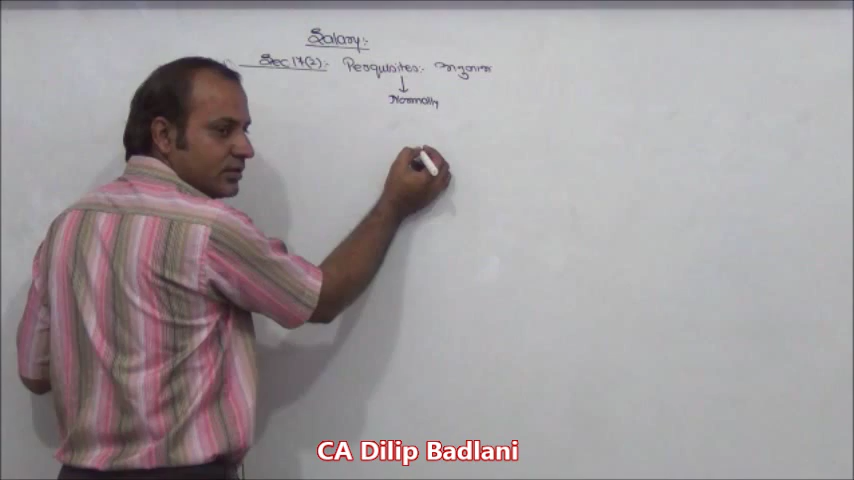 Salary:-
Sec 17(2):- Perquisites:-
Normally
CA Dilip Badlani